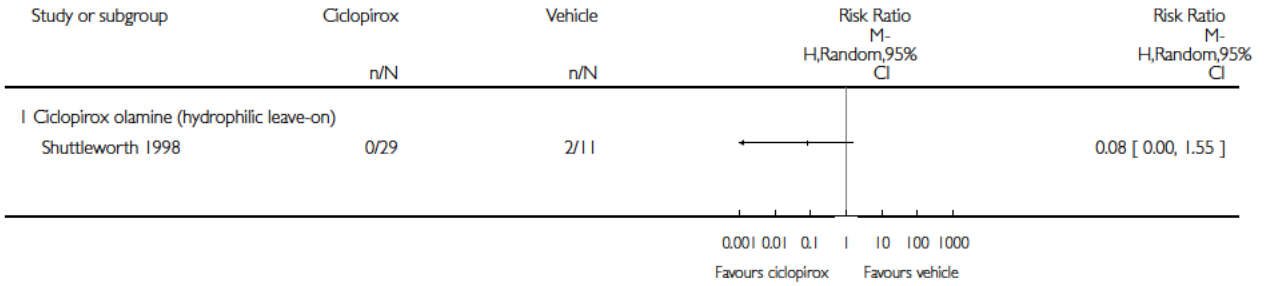 Study or subgroup Ciclopirox Vehicle Risk Ratio Risk Ratio
M- M-
H,Random,95% H,Random,95%
n/N n/N CI CI
1 Ciclopirox olamine (hydrophilic leave-on)
Shuttleworth 1998 0/29 2/11 0.08 [ 0.00, 1.55 ]
0.001 0.01 0.1 1 10 100 1000
Favours ciclopirox Favours vehicle